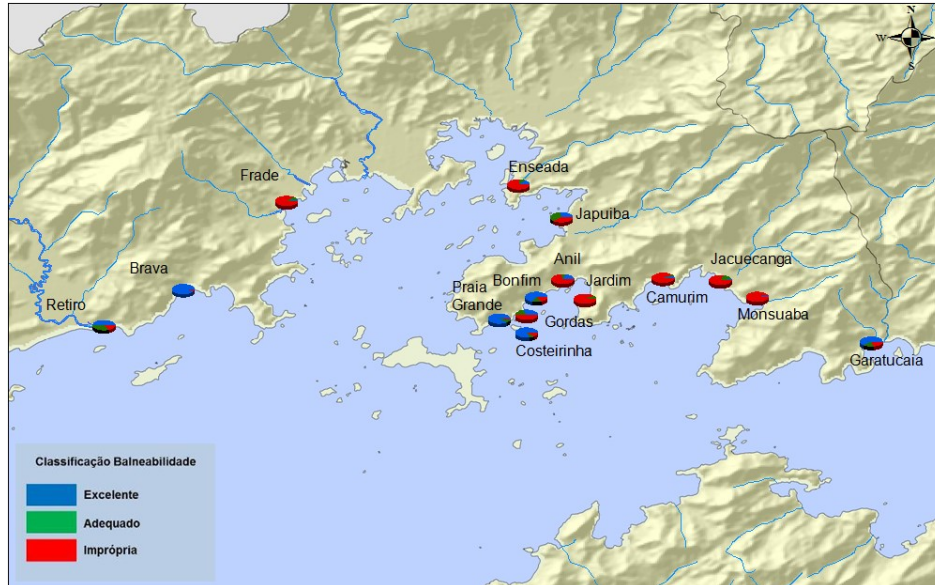 N
W
S
Enseada
Frade
Japuiba
Anil
Jacuecanga
Brava
Bonfim
Jardim
Praia
Grande
Camurim
Retiro
Monsuaba
Gordas
Costeirinha
Garatucaia
Classificação Balneabilidade
Excelente
Adequado
Imprópria